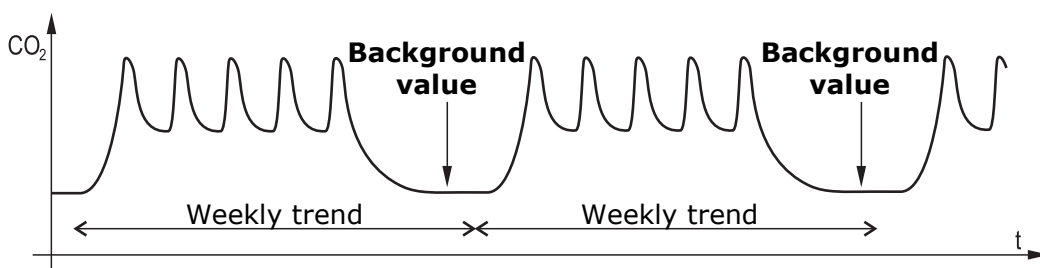 CO₂
Background
value
Background
value
Weekly trend
Weekly trend
t